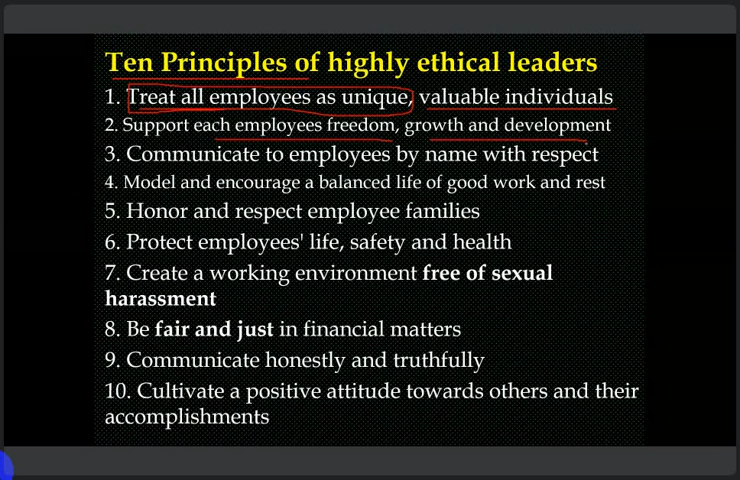 Ten Principles of highly ethical leaders
1. Treat all employees as unique, valuable individuals
2. Support each employees freedom, growth and development
3. Communicate to employees by name with respect
4. Model and encourage a balanced life of good work and rest
5. Honor and respect employee families
6. Protect employees' life, safety and health
7. Create a working environment free of sexual
harassment
8. Be fair and just in financial matters
9. Communicate honestly and truthfully
10. Cultivate a positive attitude towards others and their
accomplishments